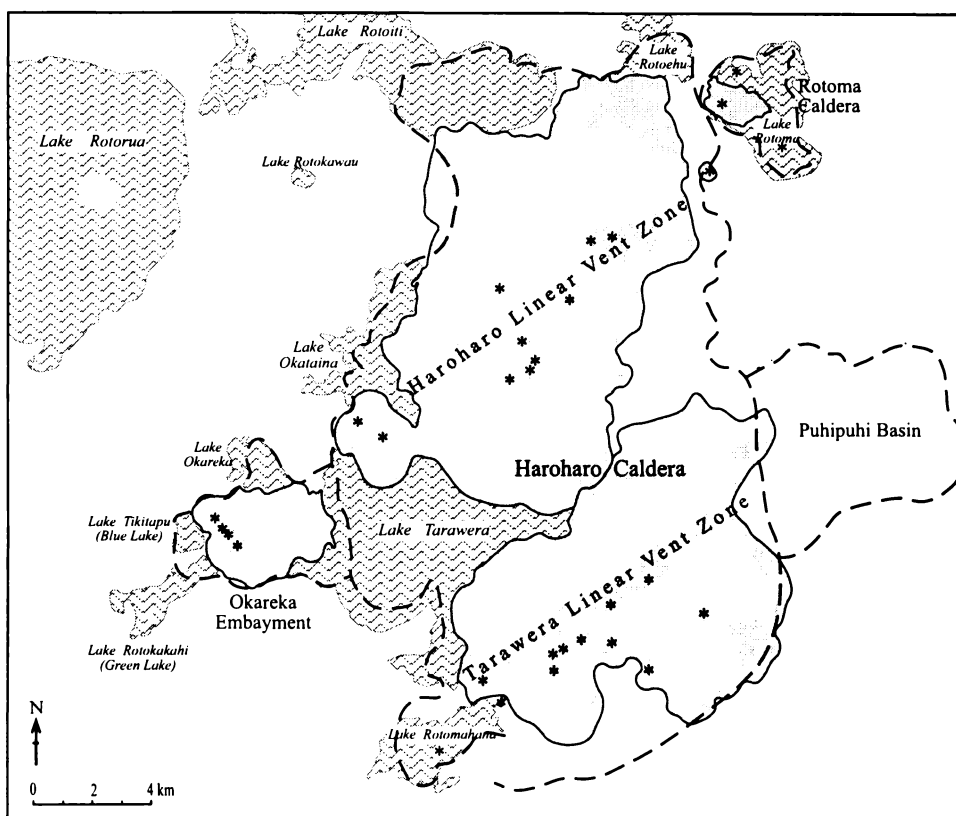 Lake Rotoiti
Lake
Rotoehu
Rotoma
Caldera
Lake
Rotoma
Lake Rotorua
Lake Rotokawau
Haroharo Linear Vent Zone
Lake
Okataina
Puhipuhi Basin
Lake
Okareka
Haroharo Caldera
Lake Tikitapu
(Blue Lake)
Lake Tarawera
Tarawera Linear Vent Zone
Okareka
Embayment
Lake Rotokakahi
(Green Lake)
Lake Rotomahana
N
0 2 4 km